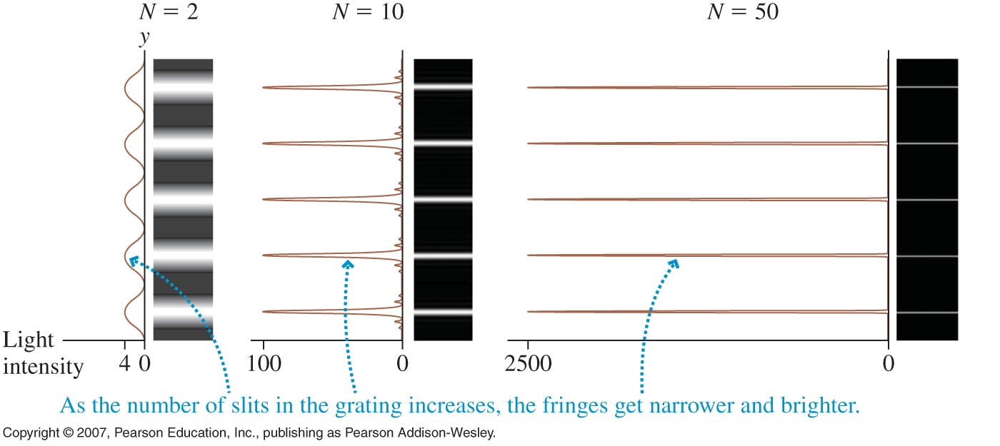 N = 2
N = 10
N = 50
y
Light
intensity
4 0
100
0
2500
0
As the number of slits in the grating increases, the fringes get narrower and brighter.
Copyright © 2007, Pearson Education, Inc., publishing as Pearson Addison-Wesley.